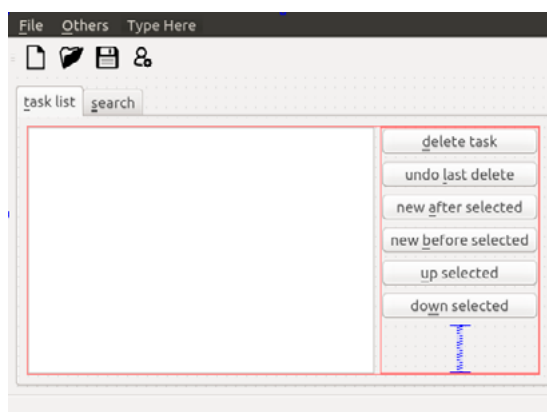 File Others Type Here
task list search
delete task
undo last delete
new after selected
new before selected
up selected
down selected